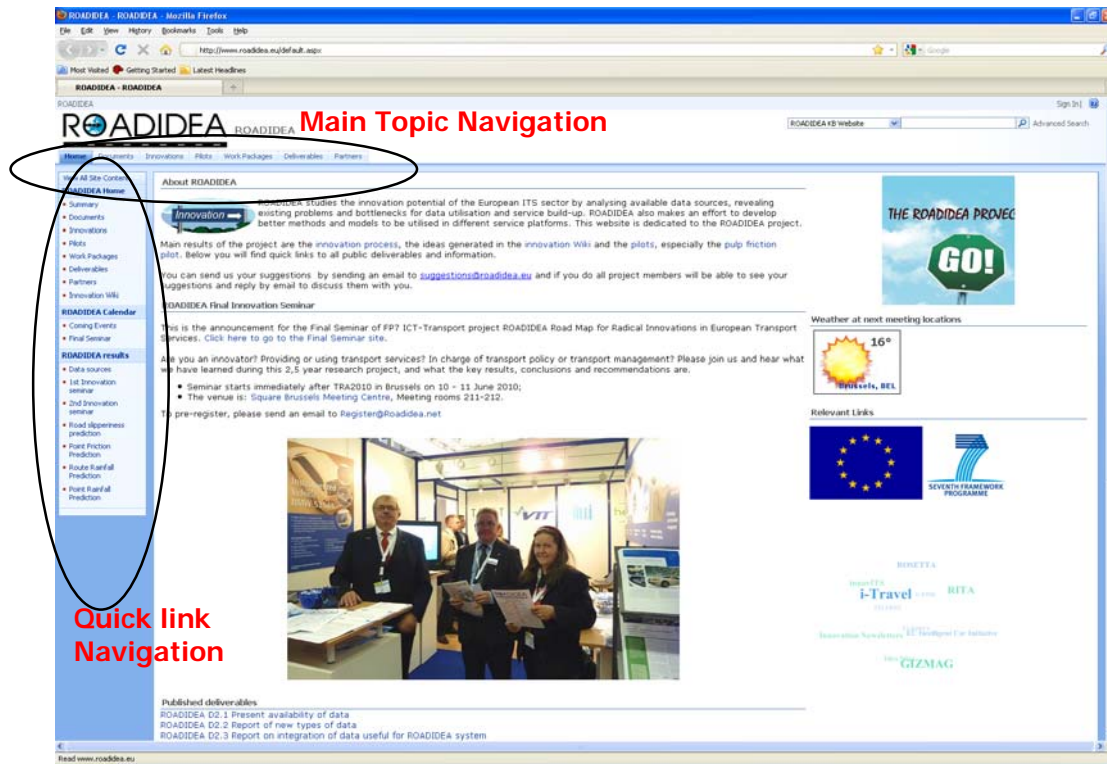 ROADIDEA - ROADIDEA - Mozilla Firefox
File Edit View History Bookmarks Tools Help
http://www.roadidea.eu/default.aspx
Google
Most Visited Getting Started Latest Headlines
ROADIDEA - ROADIDEA
ROADIDEA
Sign In
ROADIDEA ROADIDEA
Main Topic Navigation
ROADIDEA KB Website
Advanced Search
Home Documents Innovations Pilots Work Packages Deliverables Partners
View All Site Content
ROADIDEA Home
Summary
Documents
Innovations
Pilots
Work Packages
Deliverables
Partners
Innovation Wiki
ROADIDEA Calendar
Coming Events
Final Seminar
ROADIDEA results
Data sources
1st Innovation
seminar
2nd Innovation
seminar
Road slipperiness
prediction
Point Friction
Prediction
Route Rainfall
Prediction
Point Rainfall
Prediction
Quick link
Navigation
About ROADIDEA
Innovation
ROADIDEA studies the innovation potential of the European ITS sector by analysing available data sources, revealing
existing problems and bottlenecks for data utilisation and service build-up. ROADIDEA also makes an effort to develop
better methods and models to be utilised in different service platforms. This website is dedicated to the ROADIDEA project.
Main results of the project are the innovation process, the ideas generated in the innovation Wiki and the pilots, especially the pulp friction
pilot. Below you will find quick links to all public deliverables and information.
You can send us your suggestions by sending an email to suggestions@roadidea.eu and if you do all project members will be able to see your
suggestions and reply by email to discuss them with you.
ROADIDEA Final Innovation Seminar
This is the announcement for the Final Seminar of FP7 ICT-Transport project ROADIDEA Road Map for Radical Innovations in European Transport
Services. Click here to go to the Final Seminar site.
Are you an innovator? Providing or using transport services? In charge of transport policy or transport management? Please join us and hear what
we have learned during this 2,5 year research project, and what the key results, conclusions and recommendations are.
Seminar starts immediately after TRA2010 in Brussels on 10 - 11 June 2010;
The venue is: Square Brussels Meeting Centre, Meeting rooms 211-212.
To pre-register, please send an email to Register@Roadidea.net
VTT
Published deliverables
ROADIDEA D2.1 Present availability of data
ROADIDEA D2.2 Report of new types of data
ROADIDEA D2.3 Report on integration of data useful for ROADIDEA system
THE ROADIDEA PROJEC
GO!
Weather at next meeting locations
16°
Brussels, BEL
Relevant Links
SEVENTH FRAMEWORK
PROGRAMME
ROSETTA
i-Travel
RITA
Innovation Newsletters
EU Intelligent Car Initiative
GIZMAG
Read www.roadidea.eu